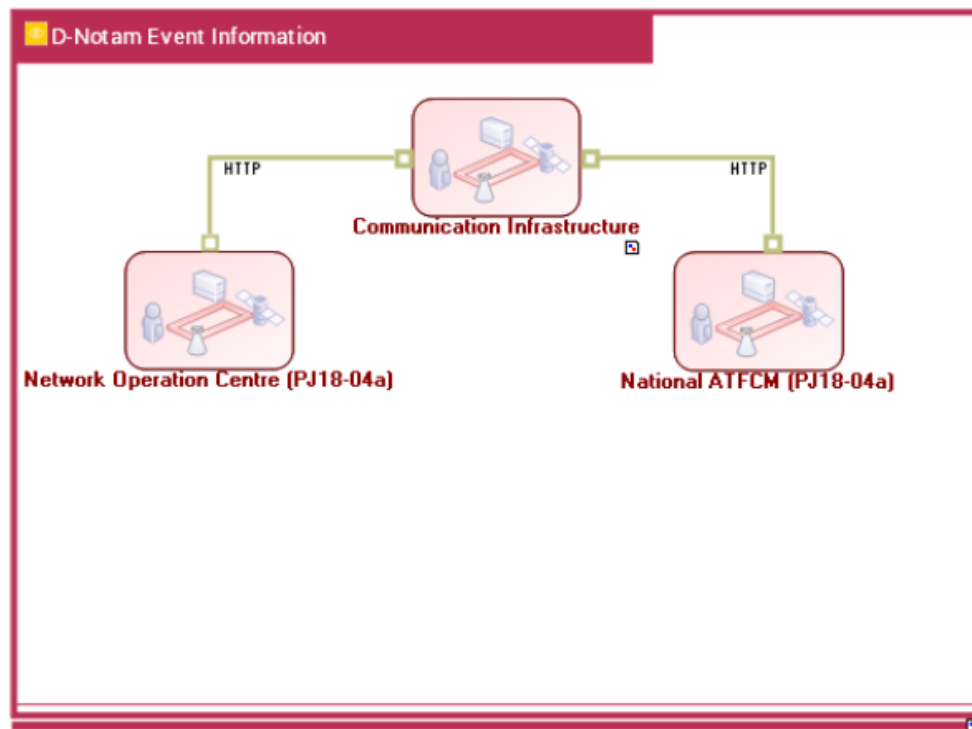 D-Notam Event Information
HTTP
HTTP
Communication Infrastructure
Network Operation Centre (PJ18-04a)
National ATFCM (PJ18-04a)